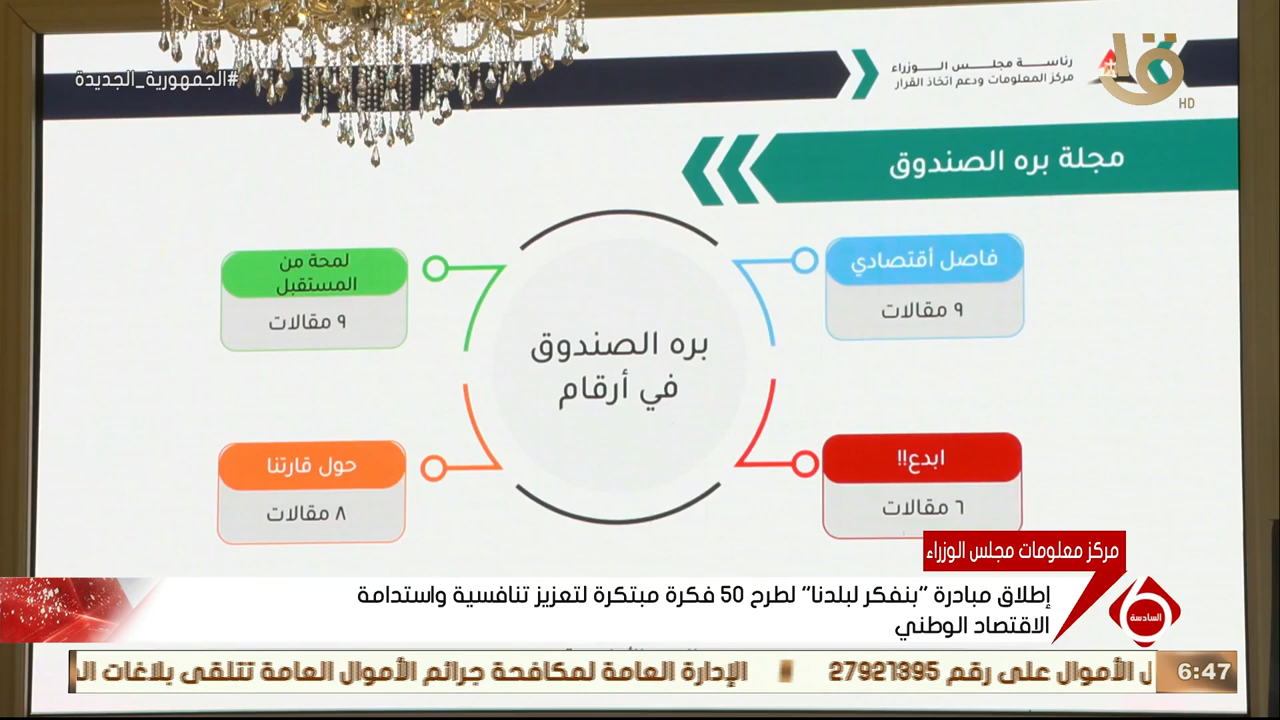 #الجمهورية_الجديدة
رئاسة مجلس الوزراء
مركز المعلومات ودعم اتخاذ القرار
HD
مجلة بره الصندوق
فاصل أقتصادي
٩ مقالات
لمحة من
المستقبل
٩ مقالات
بره الصندوق
في أرقام
ابدع!!
٦ مقالات
حول قارتنا
٨ مقالات
مركز معلومات مجلس الوزراء
السادسة
إطلاق مبادرة "بنفكر لبلدنا" لطرح 50 فكرة مبتكرة لتعزيز تنافسية واستدامة
الاقتصاد الوطني
6:47
الأموال على رقم 27921395 الإدارة العامة لمكافحة جرائم الأموال العامة تتلقى بلاغات